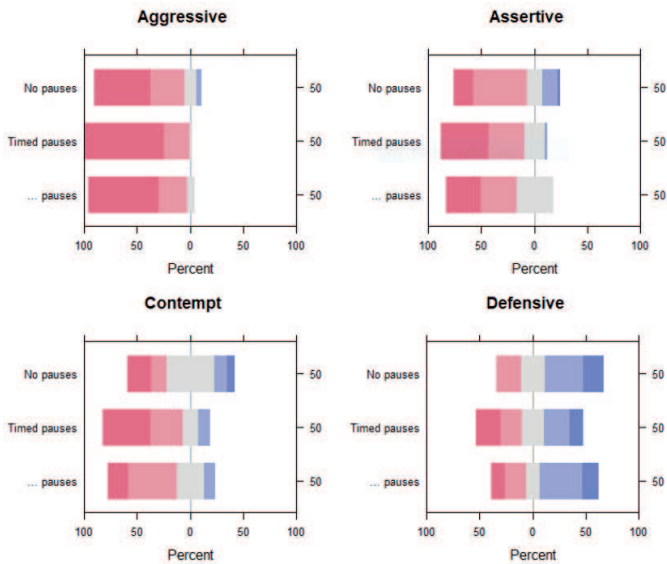 Aggressive
No pauses
50
Timed pauses
50
... pauses
50
100 50 0 50 100
Percent
Assertive
No pauses
50
Timed pauses
50
... pauses
50
100 50 0 50 100
Percent
Contempt
No pauses
50
Timed pauses
50
... pauses
50
100 50 0 50 100
Percent
Defensive
No pauses
50
Timed pauses
50
... pauses
50
100 50 0 50 100
Percent